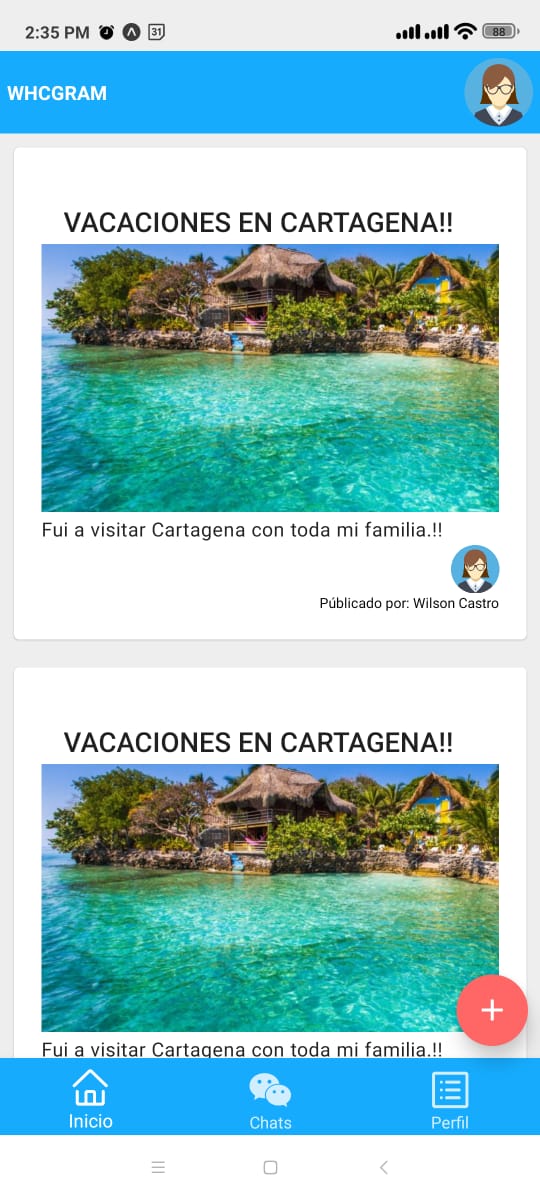 2:35 PM 31 88
WHCGRAM
VACACIONES EN CARTAGENA!!
Fui a visitar Cartagena con toda mi familia.!!
Públicado por: Wilson Castro
VACACIONES EN CARTAGENA!!
+
Fui a visitar Cartagena con toda mi familia.!!
Inicio Chats Perfil